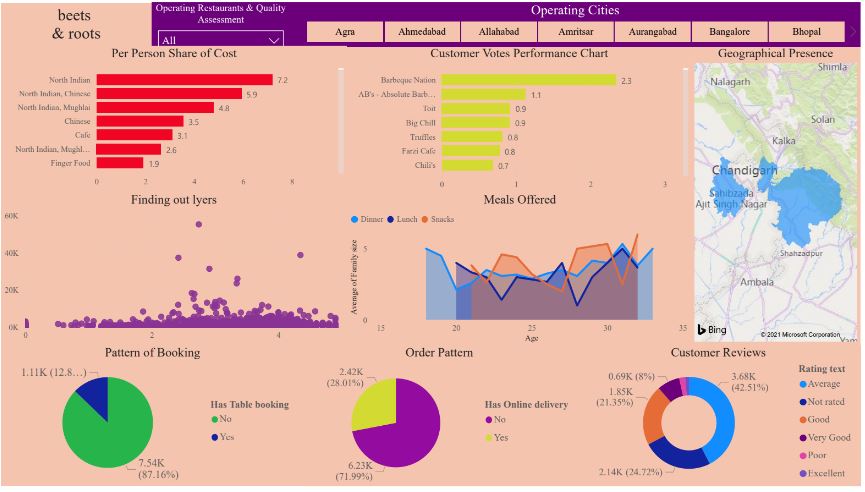 beets
& roots
Operating Restaurants & Quality
Assessment
All
Operating Cities
Agra
Ahmedabad
Allahabad
Amritsar
Aurangabad
Bangalore
Bhopal
Per Person Share of Cost
North Indian
7.2
North Indian, Chinese
5.9
North Indian, Mughlai
4.8
Chinese
3.5
Cafe
3.1
North Indian, Mughl...
2.6
Finger Food
1.9
0 2 4 6 8
Customer Votes Performance Chart
Barbeque Nation
2.3
AB's - Absolute Barb...
1.1
Toit
0.9
Big Chill
0.9
Truffles
0.8
Farzi Cafe
0.8
Chili's
0.7
0 1 2 3
Geographical Presence
Shimla
Nalagarh
Solan
Kalka
Chandigarh
Sahibzada
Ajit Singh Nagar
Shahzadpur
Ambala
Bing
© 2021 Microsoft Corporation
Yam
Finding out lyers
60K
40K
20K
0K
0 2 4
Meals Offered
Dinner Lunch Snacks
Average of Family size
5
0
15 20 25 30 35
Age
Pattern of Booking
1.11K (12.8...)
7.54K
(87.16%)
Has Table booking
No
Yes
Order Pattern
2.42K
(28.01%)
6.23K
(71.99%)
Has Online delivery
No
Yes
Customer Reviews
0.69K (8%)
1.85K
(21.35%)
2.14K (24.72%)
3.68K
(42.51%)
Rating text
Average
Not rated
Good
Very Good
Poor
Excellent